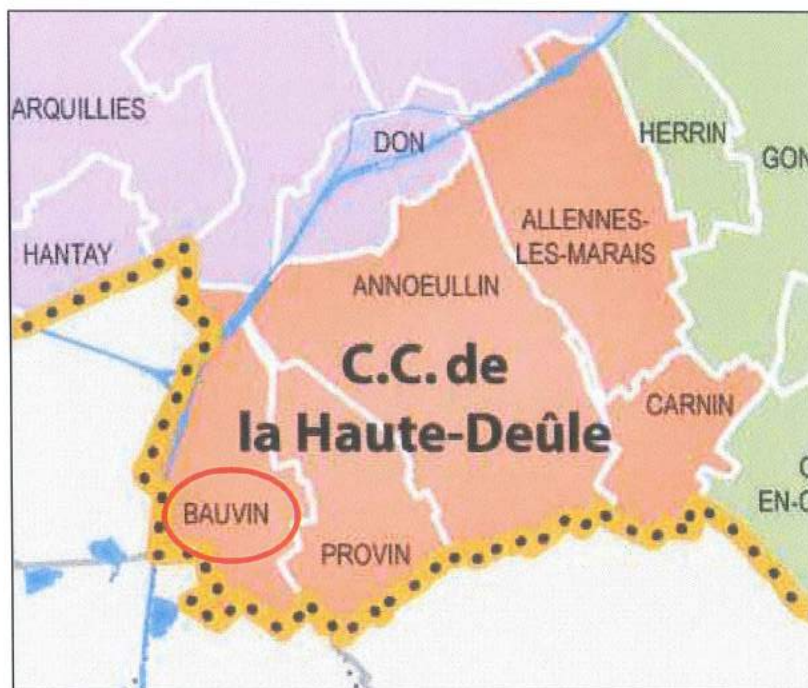 ARQUILLIES
DON
HERRIN
GON
HANTAY
ALLENNES-
LES-MARAIS
ANNOEULLIN
C.C. de
la Haute-Deûle
CARNIN
BAUVIN
PROVIN
C
EN-C